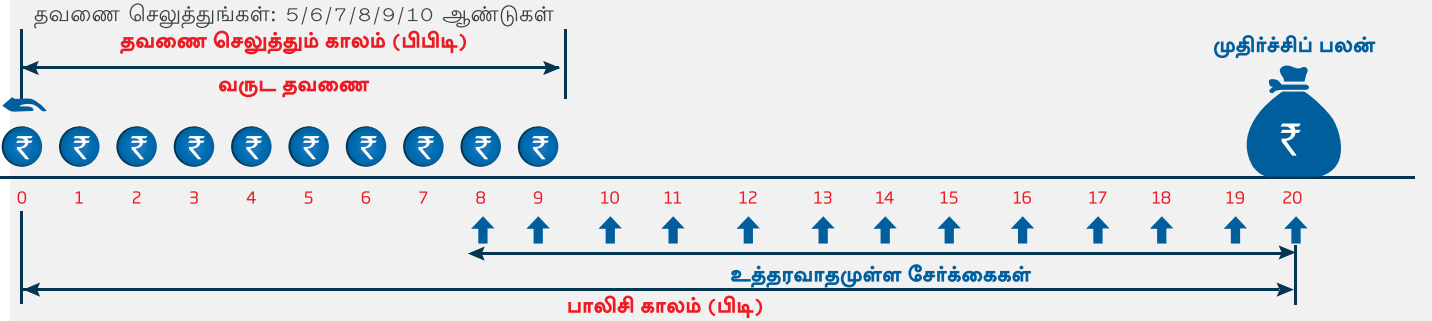 தவணை செலுத்துங்கள்: 5/6/7/8/9/10 ஆண்டுகள்
தவணை செலுத்தும் காலம் (பிபிடி)
முதிர்ச்சிப் பலன்
வருட தவணை
₹ ₹ ₹ ₹ ₹ ₹ ₹ ₹ ₹ ₹ ₹
0 1 2 3 4 5 6 7 8 9 10 11 12 13 14 15 16 17 18 19 20
உத்தரவாதமுள்ள சேர்க்கைகள்
பாலிசி காலம் (பிடி)